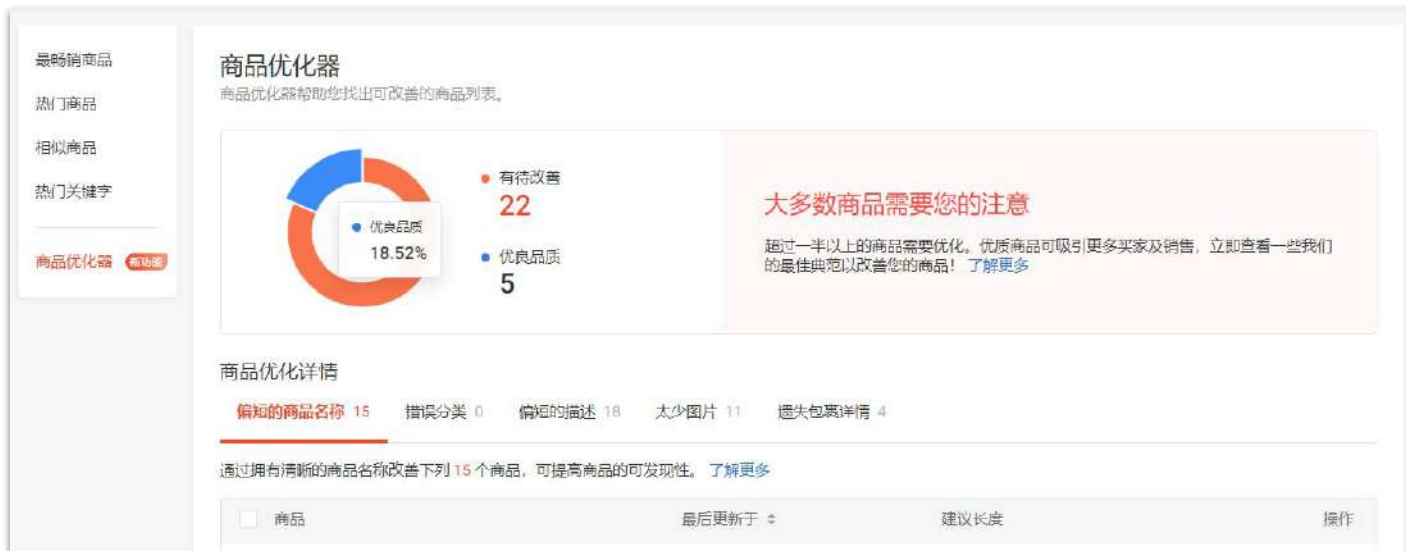 最畅销商品
热门商品
相似商品
热门关键字
商品优化器 新功能
商品优化器
商品优化器帮助您找出可改善的商品列表。
有待改善
22
优良品质
18.52%
优良品质
5
大多数商品需要您的注意
超过一半以上的商品需要优化。优质商品可吸引更多买家及销售，立即查看一些我们
的最佳典范以改善您的商品！ 了解更多
商品优化详情
偏短的商品名称 15 错误分类 0 偏短的描述 18 太少图片 11 遗失包裹详情 4
通过拥有清晰的商品名称改善下列 15 个商品，可提高商品的可发现性。 了解更多
商品 最后更新于 建议长度 操作